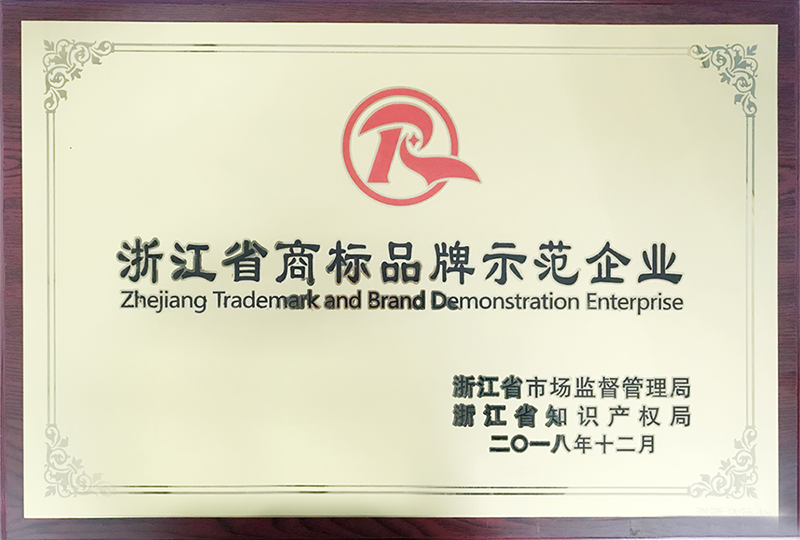 浙江省商标品牌示范企业
Zhejiang Trademark and Brand Demonstration Enterprise
浙江省市场监督管理局
浙江省知识产权局
二〇一八年十二月